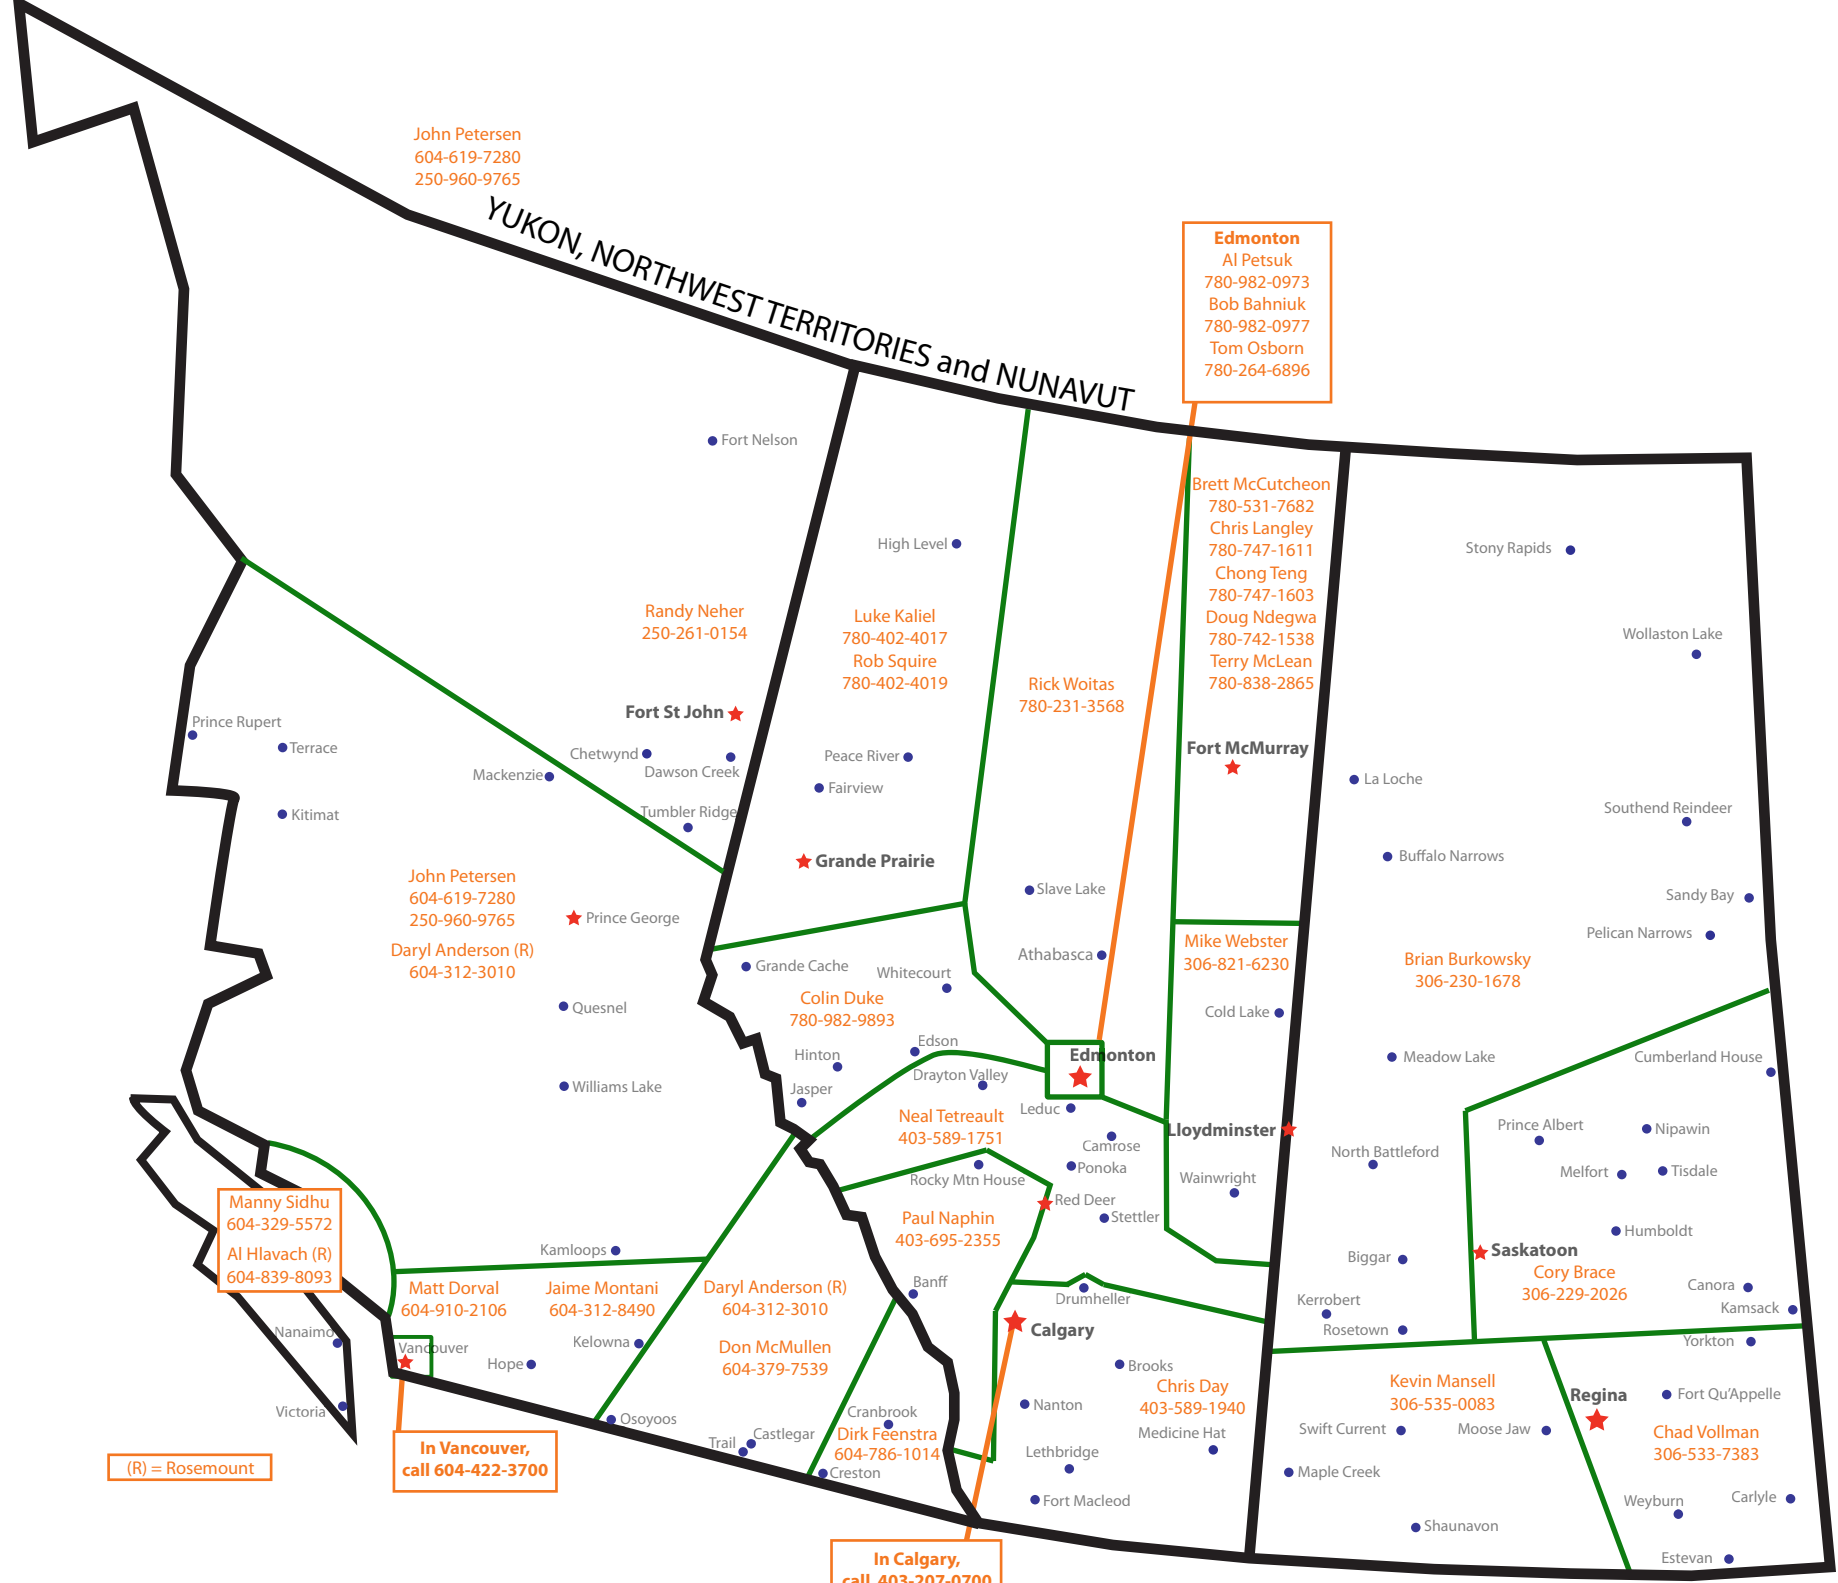 John Petersen
604-619-7280
250-960-9765
YUKON, NORTHWEST TERRITORIES and NUNAVUT
Edmonton
Al Petsuk
780-982-0973
Bob Bahniuk
780-982-0977
Tom Osborn
780-264-6896
Fort Nelson
Brett McCutcheon
780-531-7682
Chris Langley
780-747-1611
Chong Teng
780-747-1603
Doug Ndegwa
780-742-1538
Terry McLean
780-838-2865
High Level
Stony Rapids
Randy Neher
250-261-0154
Luke Kaliel
780-402-4017
Rob Squire
780-402-4019
Wollaston Lake
Rick Woitas
780-231-3568
Fort St John
Prince Rupert
Terrace
Chetwynd
Dawson Creek
Mackenzie
Peace River
Fairview
Fort McMurray
La Loche
Kitimat
Tumbler Ridge
Southend Reindeer
Grande Prairie
Buffalo Narrows
John Petersen
604-619-7280
250-960-9765
Prince George
Daryl Anderson (R)
604-312-3010
Slave Lake
Sandy Bay
Pelican Narrows
Athabasca
Mike Webster
306-821-6230
Brian Burkowsky
306-230-1678
Grande Cache
Whitecourt
Colin Duke
780-982-9893
Quesnel
Cold Lake
Hinton
Edson
Edmonton
Meadow Lake
Cumberland House
Williams Lake
Jasper
Drayton Valley
Leduc
Neal Tetreault
403-589-1751
Camrose
Lloydminster
Prince Albert
Nipawin
North Battleford
Ponoka
Rocky Mtn House
Wainwright
Melfort
Tisdale
Manny Sidhu
604-329-5572
Al Hlavach (R)
604-839-8093
Red Deer
Stettler
Paul Naphin
403-695-2355
Humboldt
Kamloops
Biggar
Saskatoon
Cory Brace
306-229-2026
Matt Dorval
604-910-2106
Jaime Montani
604-312-8490
Daryl Anderson (R)
604-312-3010
Banff
Drumheller
Canora
Kamsack
Kerrobert
Rosetown
Nanaimo
Vancouver
Kelowna
Hope
Don McMullen
604-379-7539
Calgary
Yorkton
Brooks
Chris Day
403-589-1940
Kevin Mansell
306-535-0083
Regina
Fort Qu'Appelle
Victoria
Osoyoos
Cranbrook
Nanton
Castlegar
Trail
Dirk Feenstra
604-786-1014
Creston
Medicine Hat
Lethbridge
Swift Current
Moose Jaw
Chad Vollman
306-533-7383
(R) = Rosemount
In Vancouver,
call 604-422-3700
Maple Creek
Fort Macleod
Weyburn
Carlyle
Shaunavon
Estevan
In Calgary,
call 403-207-0700